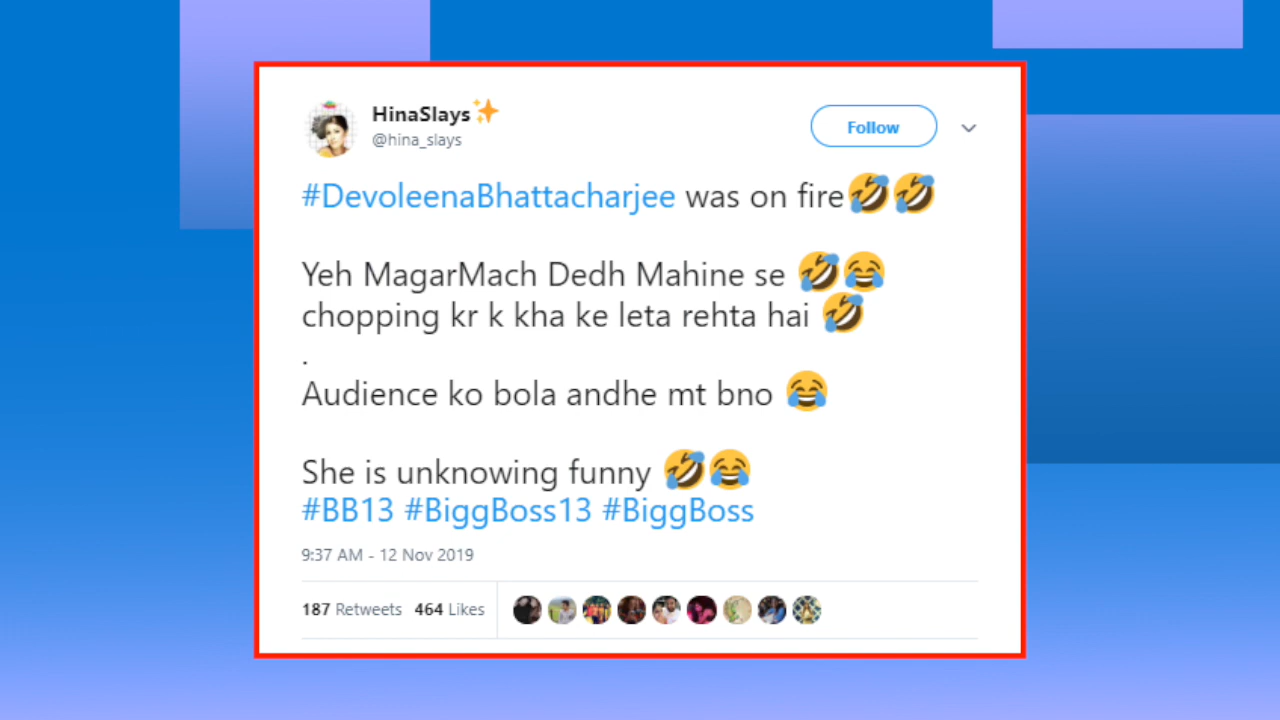 HinaSlays✨
@hina_slays
Follow
#DevoleenaBhattacharjee was on fire🤣🤣
Yeh MagarMach Dedh Mahine se 🤣😂
chopping kr k kha ke leta rehta hai 🤣
.
Audience ko bola andhe mt bno 😂
She is unknowing funny 🤣😂
#BB13 #BiggBoss13 #BiggBoss
9:37 AM - 12 Nov 2019
187 Retweets 464 Likes